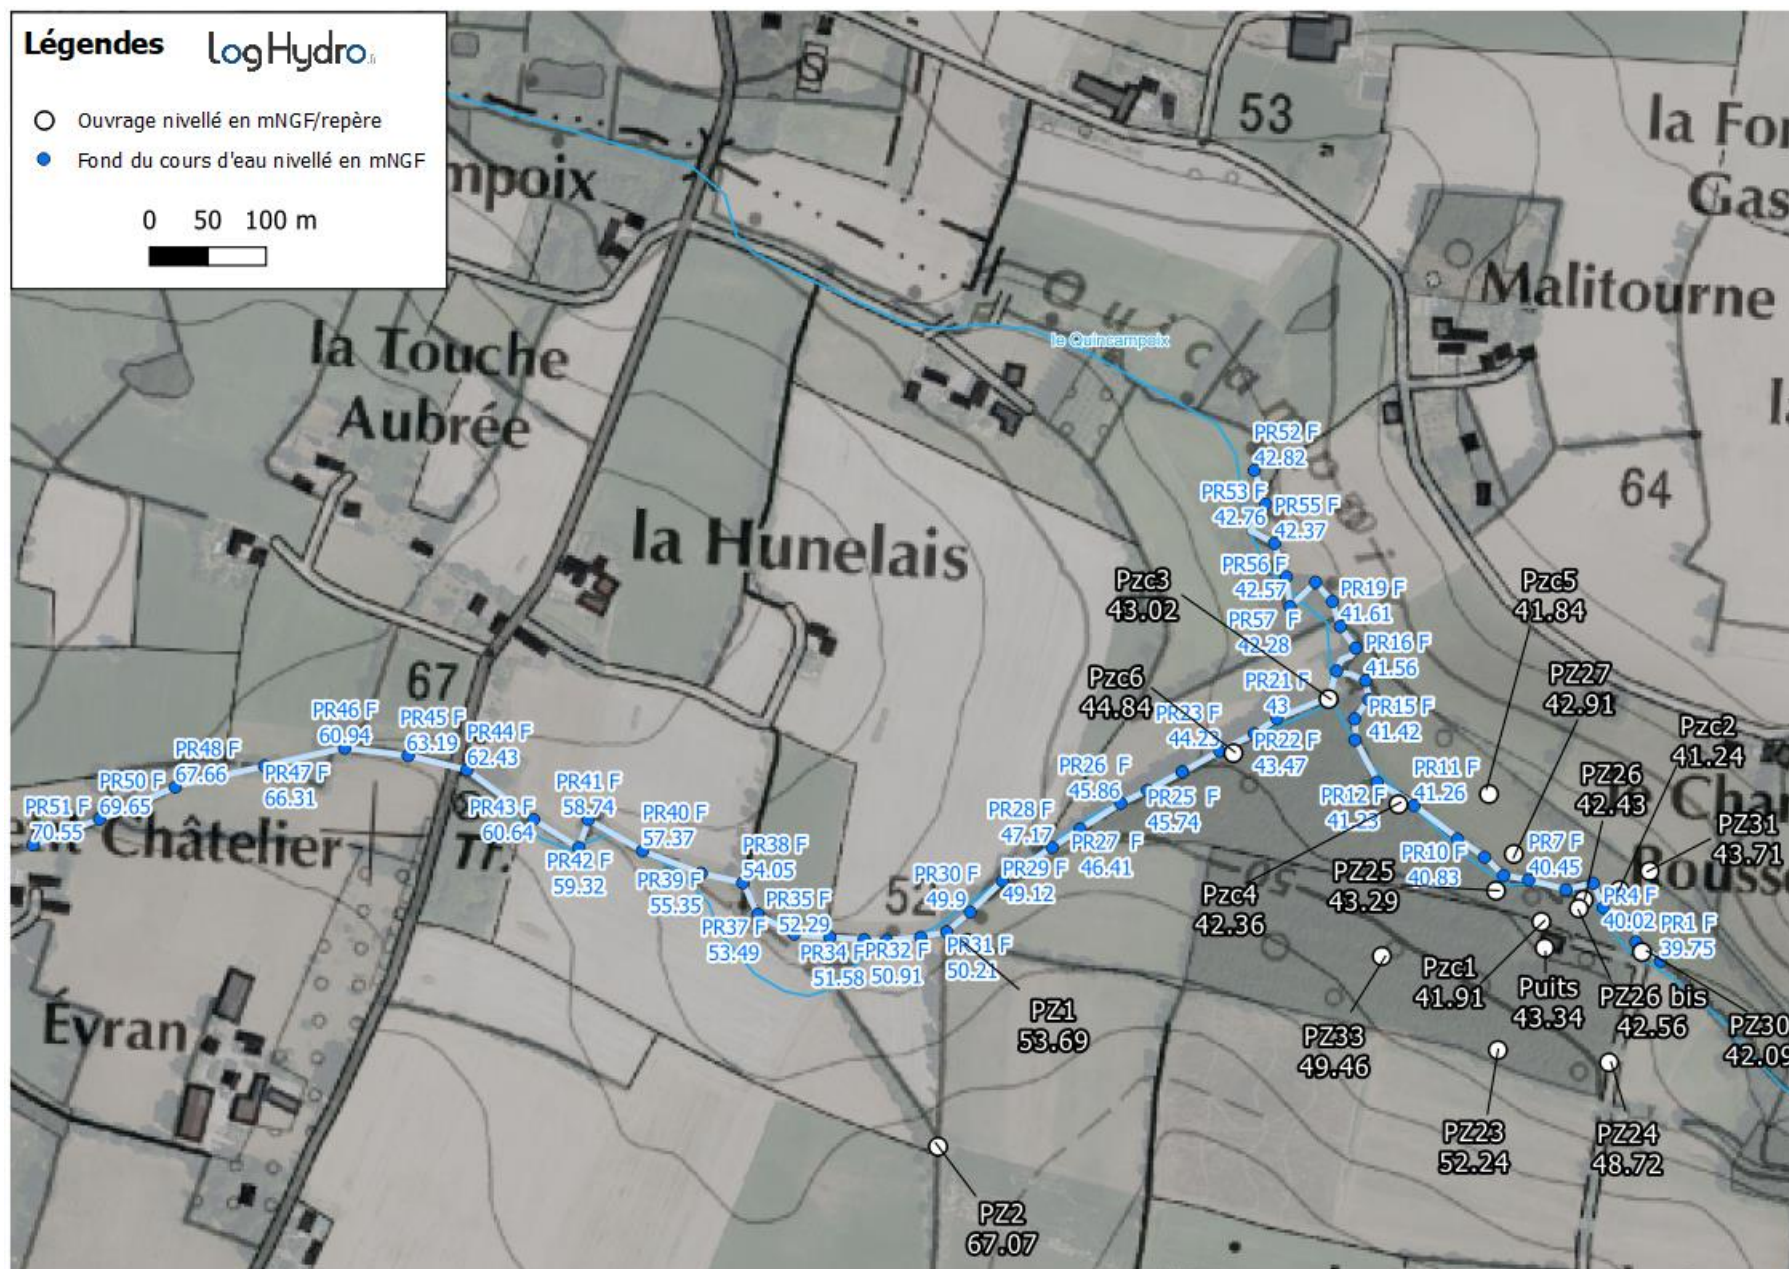 Légendes logHydro
Ouvrage nivellé en mNGF/repère
Fond du cours d'eau nivellé en mNGF
0 50 100 m
mpoix
S
53
la For
Gas
Malitourne
la Touche
Aubrée
le Quincampoix
la Hunelais
64
67
52
50
Châtelier
Tr.
Évran
PR52 F
42.82
PR53 F
42.76
PR55 F
42.37
PR56 F
42.57
PR57 F
42.28
PR19 F
41.61
PR16 F
41.56
PR15 F
41.42
PR21 F
43
PR22 F
43.47
PR23 F
44.23
PR11 F
41.26
PR12 F
41.23
PR10 F
40.83
PR7 F
40.45
PR4 F
40.02
PR1 F
39.75
PR26 F
45.86
PR25 F
45.74
PR28 F
47.17
PR27 F
46.41
PR29 F
49.12
PR30 F
49.9
PR31 F
50.21
PR32 F
50.91
PR34 F
51.58
PR35 F
52.29
PR37 F
53.49
PR38 F
54.05
PR39 F
55.35
PR40 F
57.37
PR41 F
58.74
PR42 F
59.32
PR43 F
60.64
PR44 F
62.43
PR45 F
63.19
PR46 F
60.94
PR47 F
66.31
PR48 F
67.66
PR50 F
69.65
PR51 F
70.55
Pzc3
43.02
Pzc6
44.84
Pzc5
41.84
PZ27
42.91
Pzc2
41.24
PZ26
42.43
PZ31
43.71
PZ25
43.29
Pzc4
42.36
Pzc1
41.91
Puits
43.34
PZ26 bis
42.56
PZ30
42.09
PZ33
49.46
PZ23
52.24
PZ24
48.72
PZ1
53.69
PZ2
67.07